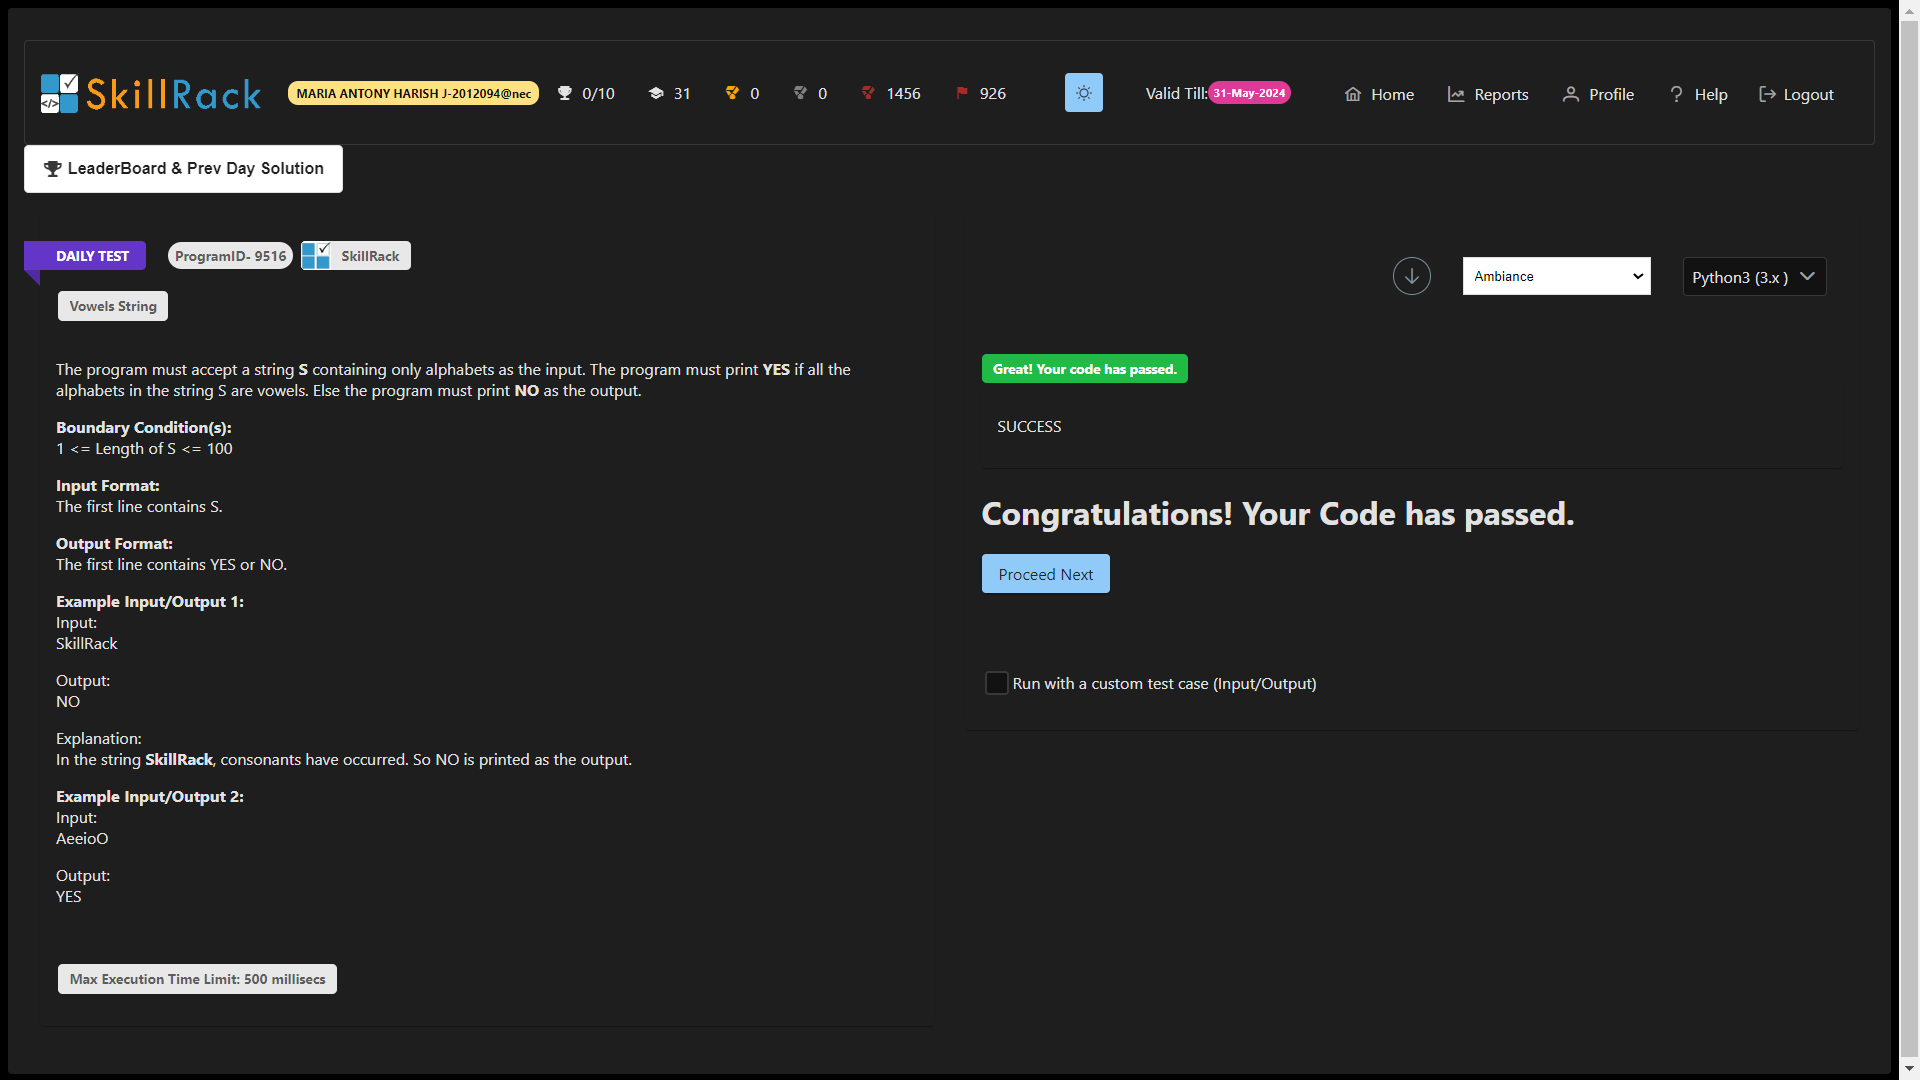 SkillRack MARIA ANTONY HARISH J-2012094@nec 0/10 31 0 0 1456 926 Valid Till: 31-May-2024 Home Reports Profile Help Logout
LeaderBoard & Prev Day Solution
DAILY TEST ProgramID- 9516 SkillRack
Ambiance Python3 (3.x )
Vowels String
The program must accept a string S containing only alphabets as the input. The program must print YES if all the
alphabets in the string S are vowels. Else the program must print NO as the output.
Boundary Condition(s):
1 <= Length of S <= 100
Input Format:
The first line contains S.
Output Format:
The first line contains YES or NO.
Example Input/Output 1:
Input:
SkillRack
Output:
NO
Explanation:
In the string SkillRack, consonants have occurred. So NO is printed as the output.
Example Input/Output 2:
Input:
AeeioO
Output:
YES
Max Execution Time Limit: 500 millisecs
Great! Your code has passed.
SUCCESS
Congratulations! Your Code has passed.
Proceed Next
Run with a custom test case (Input/Output)